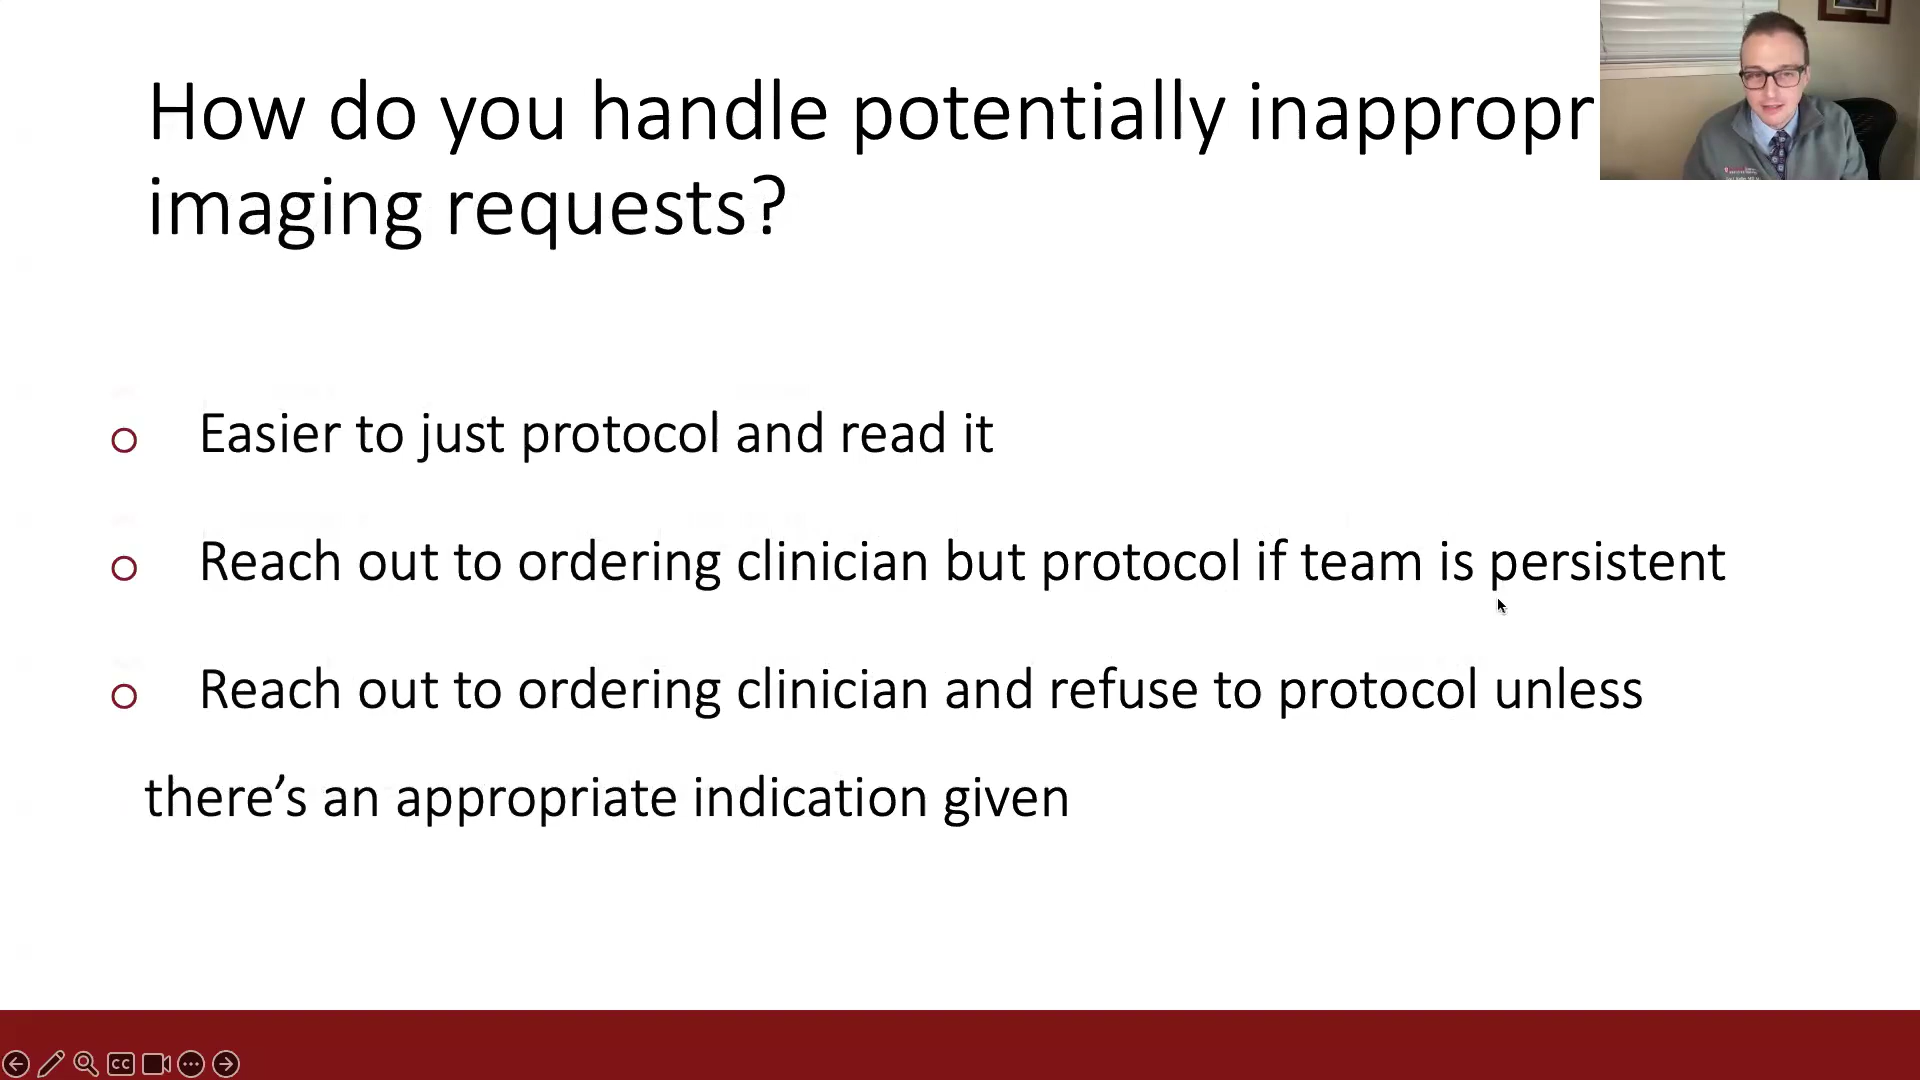 How do you handle potentially inappropr
imaging requests?
Easier to just protocol and read it
Reach out to ordering clinician but protocol if team is persistent
Reach out to ordering clinician and refuse to protocol unless
there’s an appropriate indication given
CC